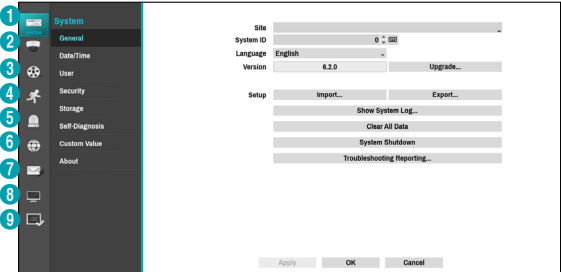 1
SYSTEM
2
3
4
5
6
7
8
9
System
General
Date/Time
User
Security
Storage
Self-Diagnosis
Custom Value
About
Site
System ID 0
Language English
Version 6.2.0 Upgrade...
Setup Import... Export...
Show System Log...
Clear All Data
System Shutdown
Troubleshooting Reporting...
Apply OK Cancel